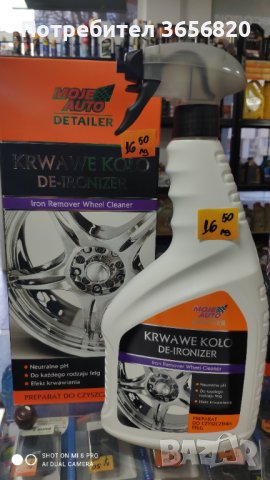 Потребител 3656820
MOJE
AUTO
DETAILER
KRWAWE KOŁO
DE-IRONIZER
Iron Remover Wheel Cleaner
16 50
лв
• Neutralne pH
• Do każdego rodzaju felg
• Efekt krwawienia
PREPARAT DO CZYSZCZ
16 50
лв
MOJE
AUTO
KRWAWE KOŁO
DE-IRONIZER
Iron Remover Wheel Cleaner
• Neutralne pH
• Do każdego
rodzaju felg
• Efekt krwawienia
PREPARAT
DO CZYSZCZENIA
FELG
SHOT ON MI 8 PRO
AI DUAL CAMERA
bazar